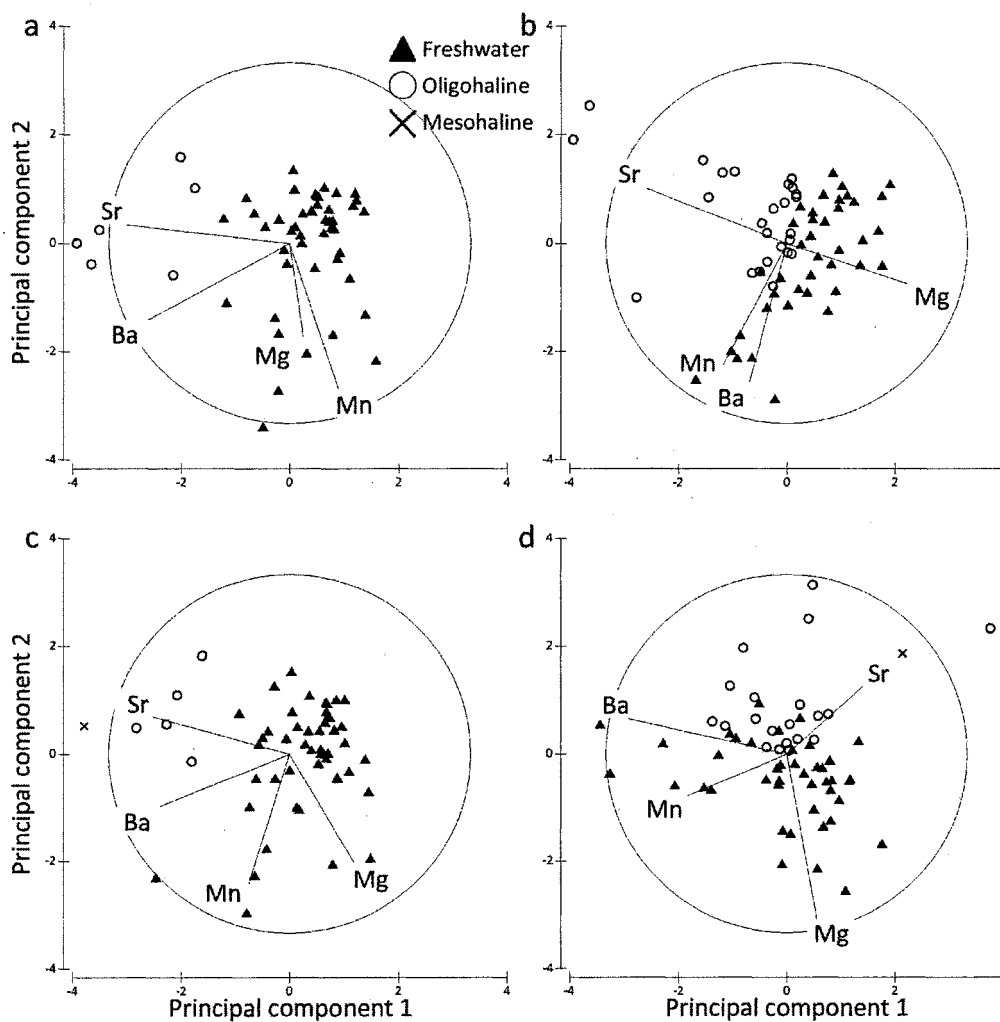 a
b
4
2
0
-2
-4
Principal component 2
Freshwater
Oligohaline
Mesohaline
Sr
Ba
Mg
Mn
-4
-2
0
2
4
4
2
0
-2
-4
Sr
Mg
Mn
Ba
-4
-2
0
2
c
d
4
2
0
-2
-4
Principal component 2
Sr
Ba
Mn
Mg
-4
-2
0
2
4
Principal component 1
4
2
0
-2
-4
Ba
Sr
Mn
Mg
-4
-2
0
2
Principal component 1